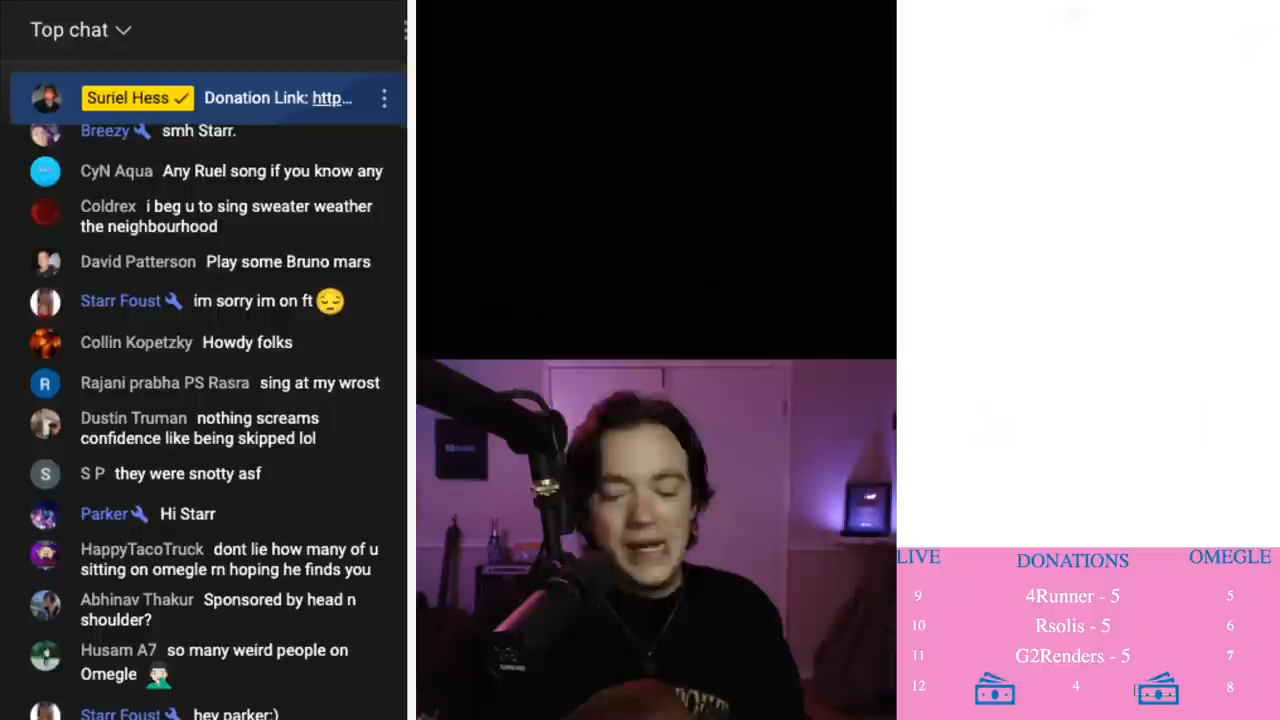 Top chat
Suriel Hess Donation Link: http...
Breezy smh Starr.
CyN Aqua Any Ruel song if you know any
Coldrex i beg u to sing sweater weather
the neighbourhood
David Patterson Play some Bruno mars
Starr Foust im sorry im on ft
Collin Kopetzky Howdy folks
R Rajani prabha PS Rasra sing at my wrost
Dustin Truman nothing screams
confidence like being skipped lol
S S P they were snotty asf
Parker Hi Starr
HappyTacoTruck dont lie how many of u
sitting on omegle rn hoping he finds you
Abhinav Thakur Sponsored by head n
shoulder?
Husam A7 so many weird people on
Omegle
Starr Foust hey parker:)
LIVE DONATIONS OMEGLE
9 4Runner - 5 5
10 Rsolis - 5 6
11 G2Renders - 5 7
12 4 8